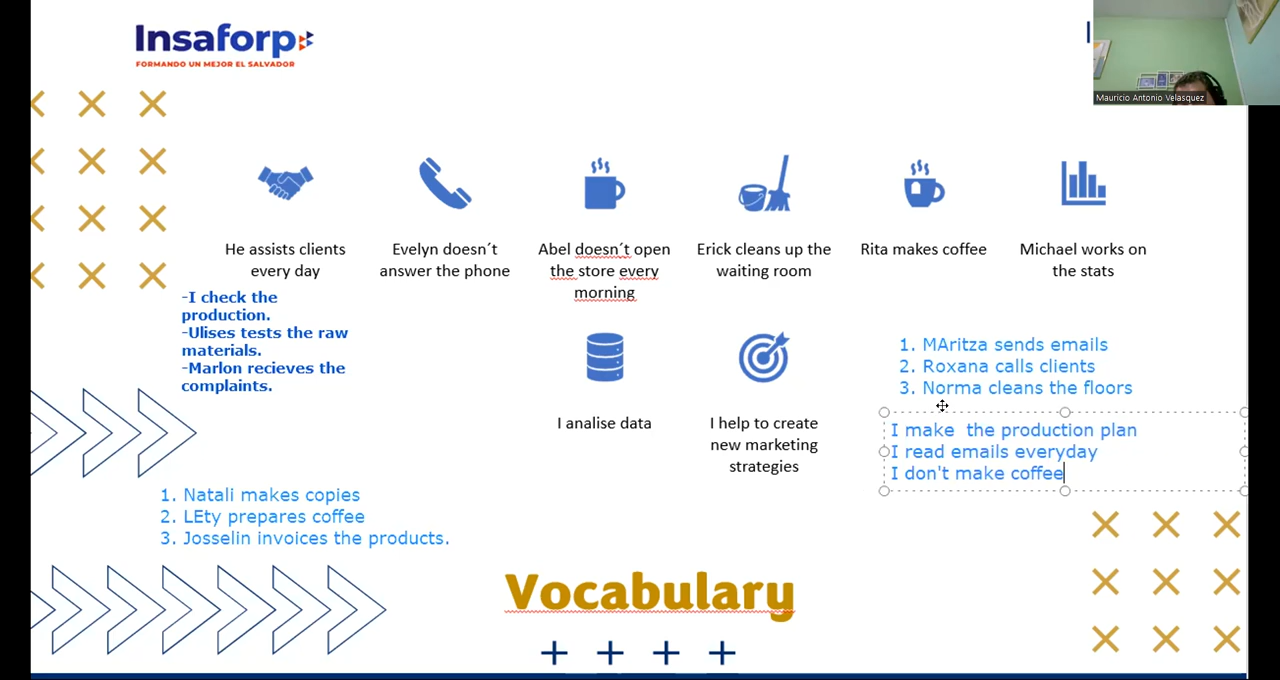 Insaforp
FORMANDO UN MEJOR EL SALVADOR
Mauricio Antonio Velasquez
He assists clients
every day
Evelyn doesn´t
answer the phone
Abel doesn´t open
the store every
morning
Erick cleans up the
waiting room
Rita makes coffee
Michael works on
the stats
-I check the
production.
-Ulises tests the raw
materials.
-Marlon recieves the
complaints.
I analise data
I help to create
new marketing
strategies
1. MAritza sends emails
2. Roxana calls clients
3. Norma cleans the floors
I make  the production plan
I read emails everyday
I don't make coffee
1. Natali makes copies
2. LEty prepares coffee
3. Josselin invoices the products.
Vocabulary